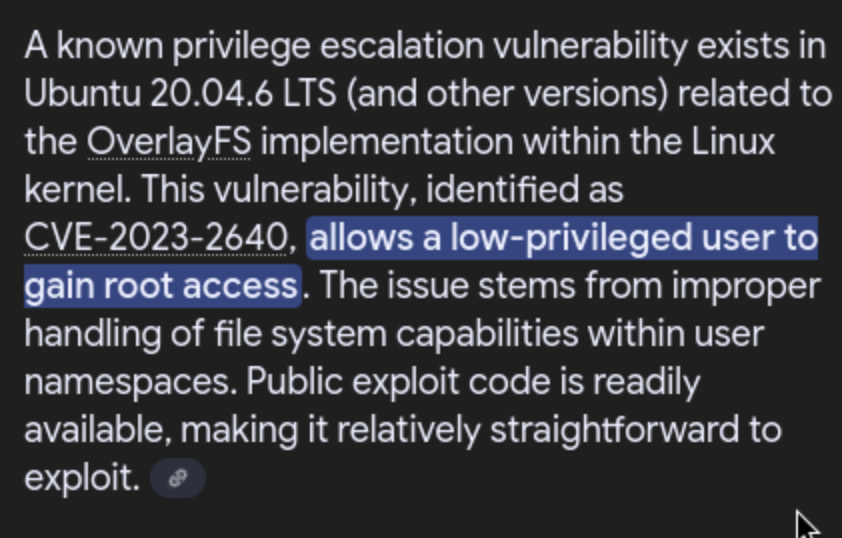 A known privilege escalation vulnerability exists in
Ubuntu 20.04.6 LTS (and other versions) related to
the OverlayFS implementation within the Linux
kernel. This vulnerability, identified as
CVE-2023-2640, allows a low-privileged user to
gain root access. The issue stems from improper
handling of file system capabilities within user
namespaces. Public exploit code is readily
available, making it relatively straightforward to
exploit.